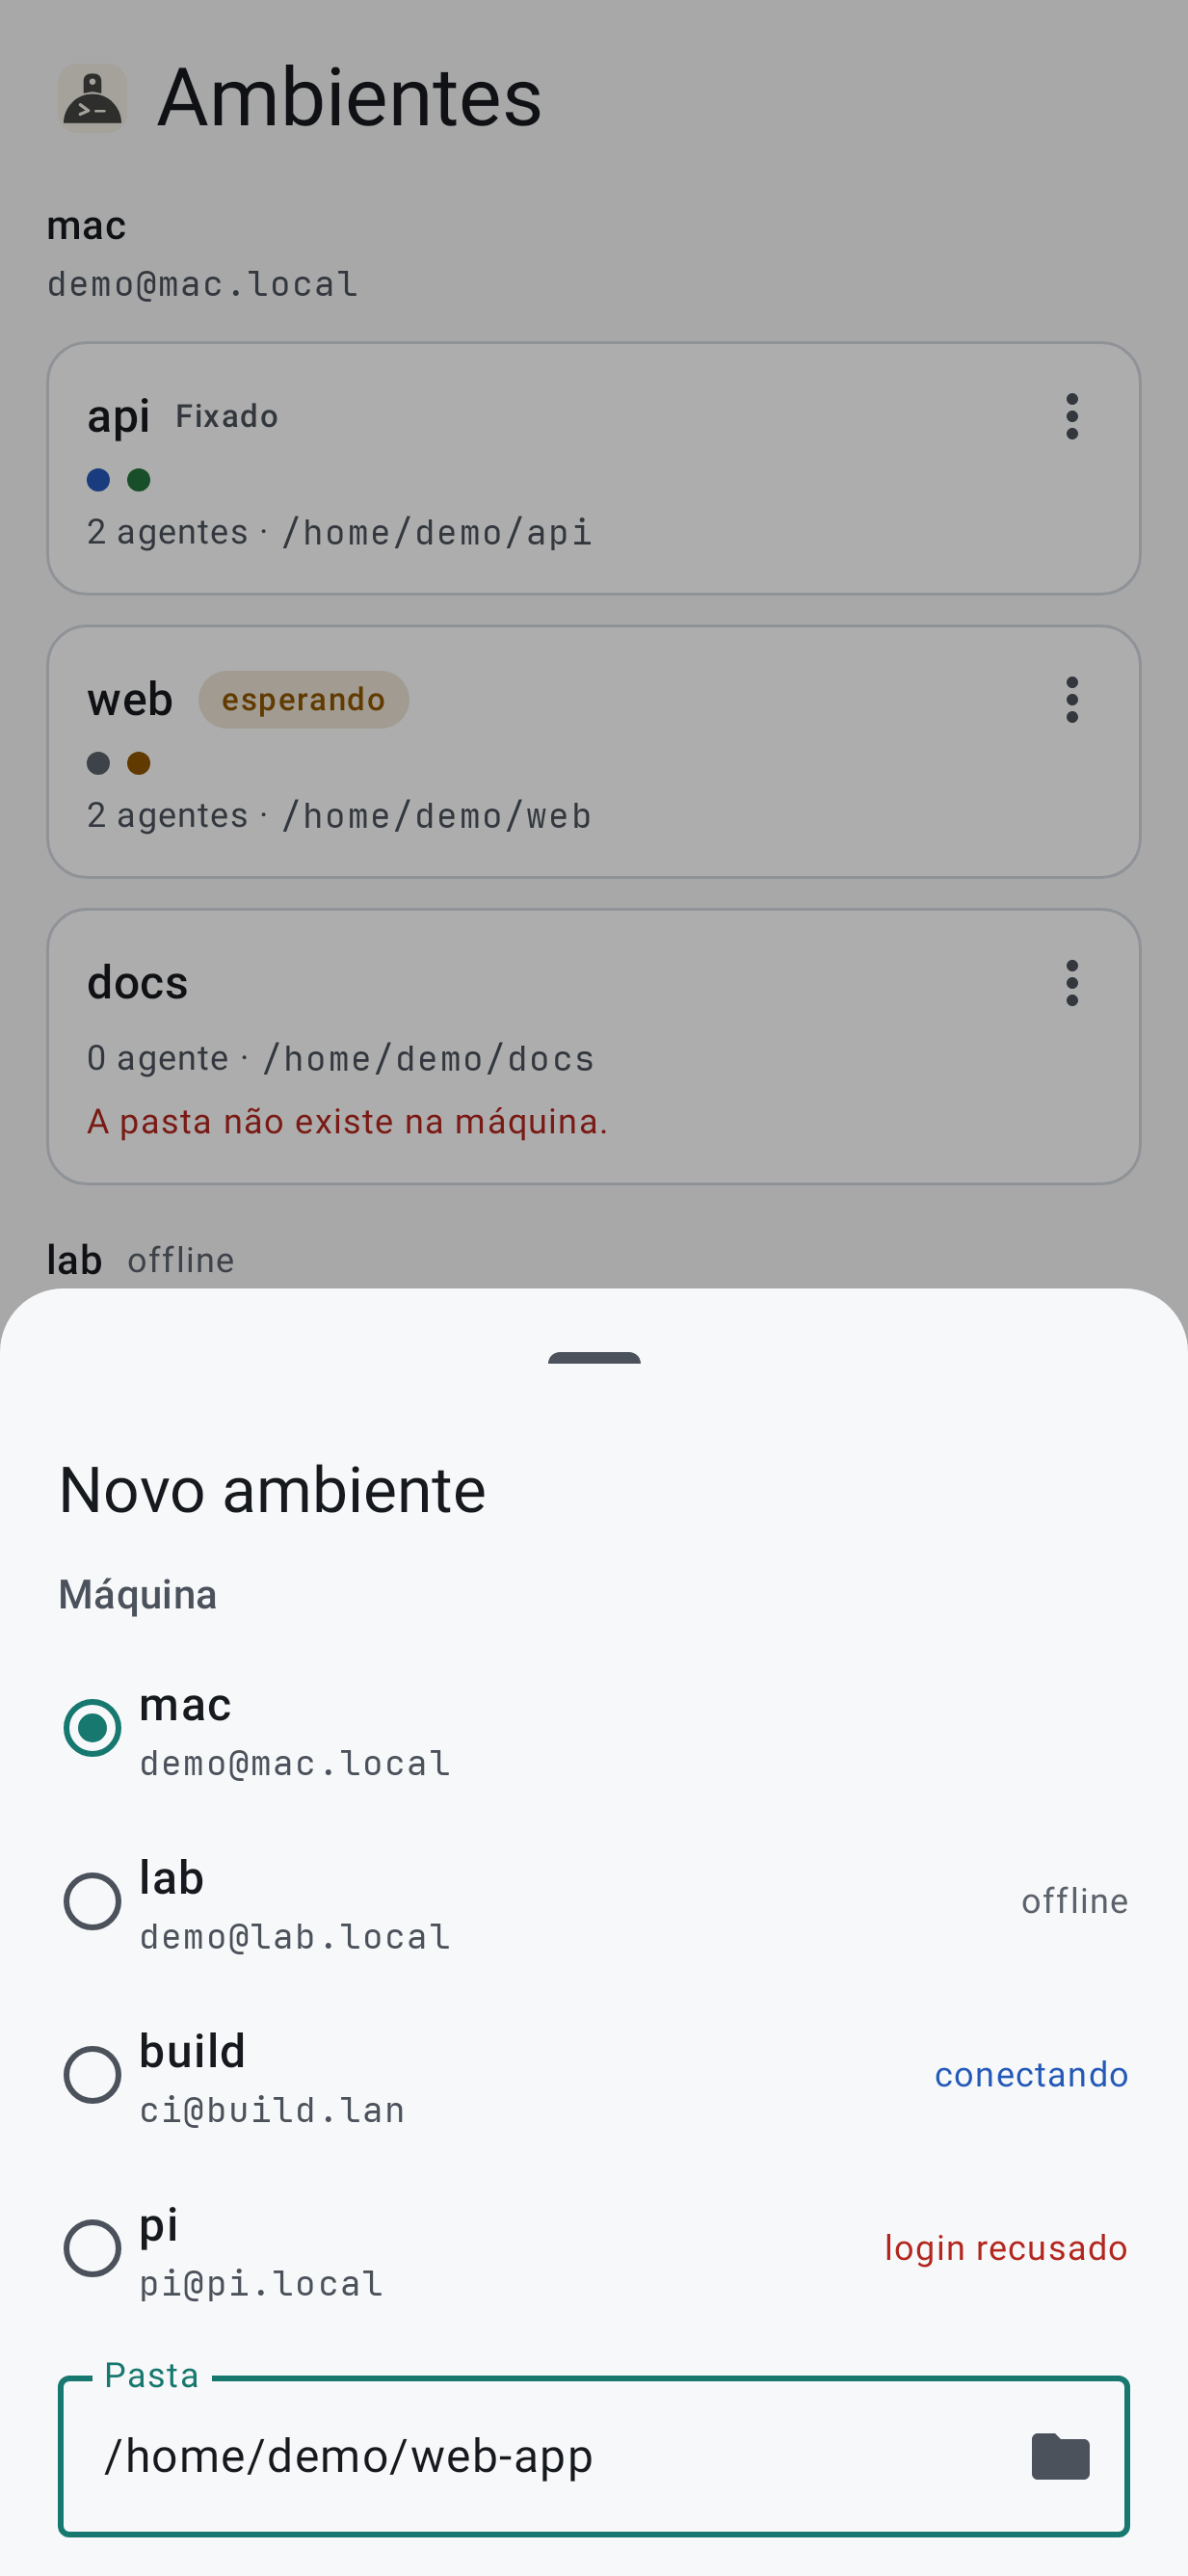 Ambientes
mac
demo@mac.local
api Fixado
2 agentes · /home/demo/api
web esperando
2 agentes · /home/demo/web
docs
0 agente · /home/demo/docs
A pasta não existe na máquina.
lab offline
Novo ambiente
Máquina
mac
demo@mac.local
lab
demo@lab.local
offline
build
ci@build.lan
conectando
pi
pi@pi.local
login recusado
Pasta
/home/demo/web-app